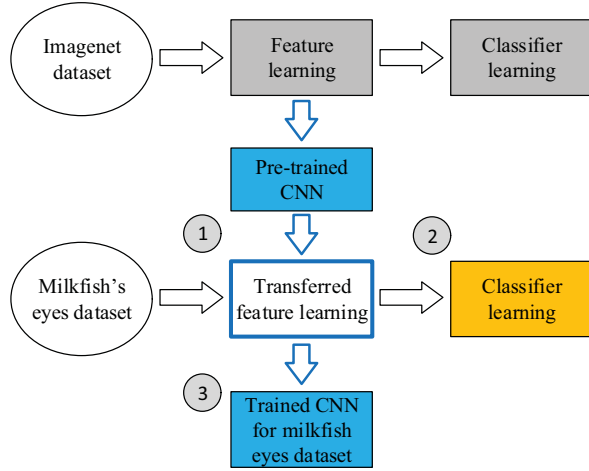 Imagenet
dataset
Feature
learning
Classifier
learning
Pre-trained
CNN
1
2
Milkfish's
eyes dataset
Transferred
feature learning
Classifier
learning
3
Trained CNN
for milkfish
eyes dataset